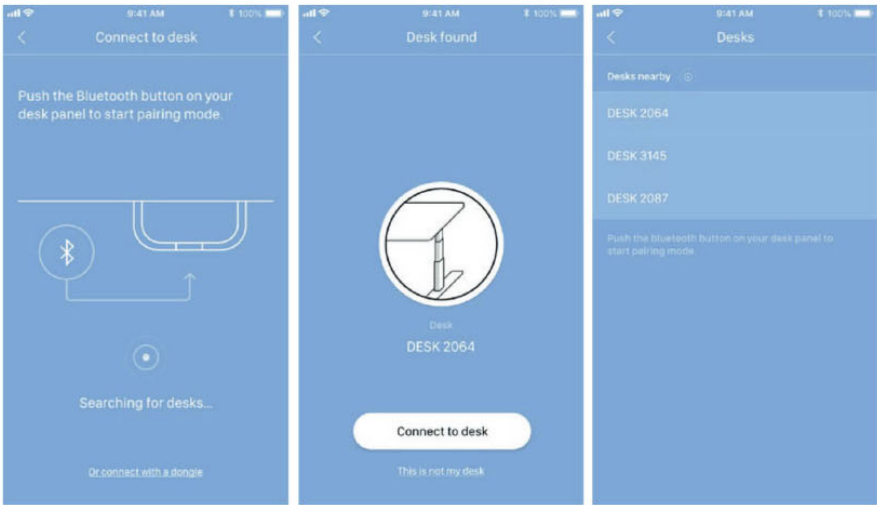 9:41 AM
100%
Connect to desk
Push the Bluetooth button on your
desk panel to start pairing mode.
Searching for desks...
Or connect with a dongle
9:41 AM
100%
Desk found
Desk
DESK 2064
Connect to desk
This is not my desk
9:41 AM
100%
Desks
Desks nearby
DESK 2064
DESK 3145
DESK 2087
Push the bluetooth button on your desk panel to
start pairing mode.